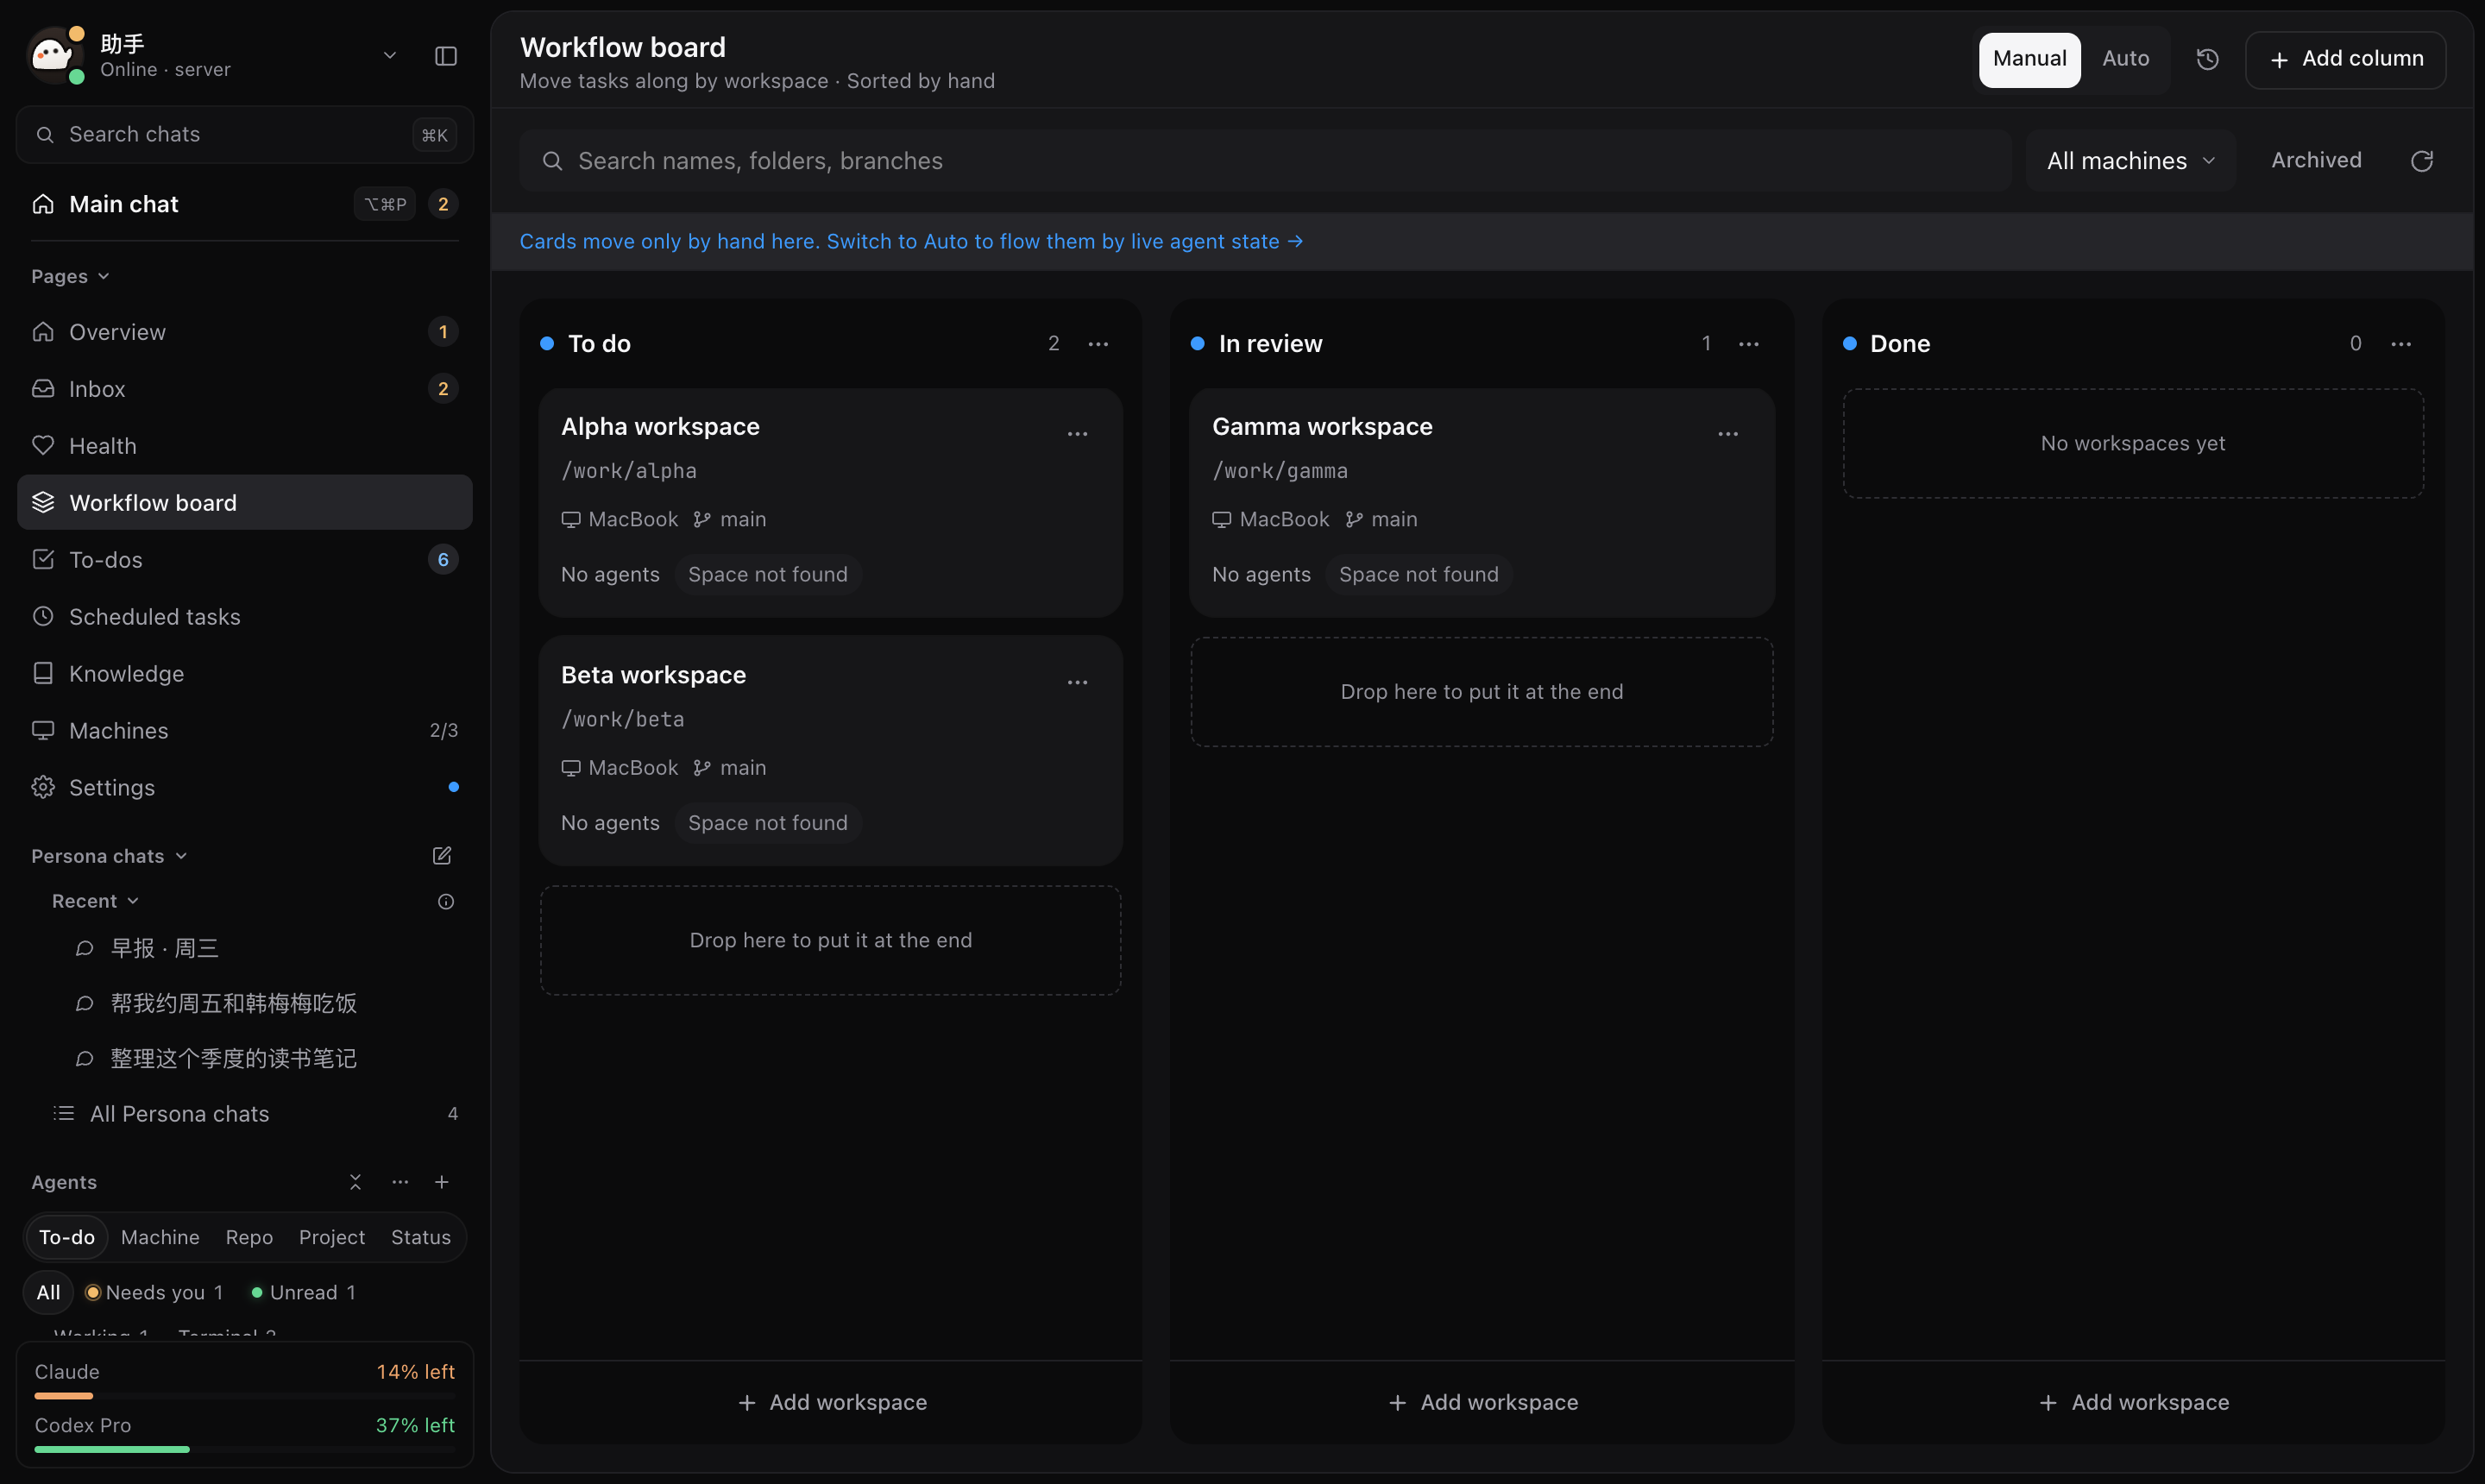 助手
Online · server
Search chats ⌘K
Main chat ⌥⌘P 2
Pages
Overview 1
Inbox 2
Health
Workflow board
To-dos 6
Scheduled tasks
Knowledge
Machines 2/3
Settings
Persona chats
Recent
早报 · 周三
帮我约周五和韩梅梅吃饭
整理这个季度的读书笔记
All Persona chats 4
Agents
To-do Machine Repo Project Status
All Needs you 1 Unread 1
Working 1 Terminal
Claude 14% left
Codex Pro 37% left
Workflow board
Move tasks along by workspace · Sorted by hand
Manual Auto
Add column
Search names, folders, branches
All machines
Archived
Cards move only by hand here. Switch to Auto to flow them by live agent state →
To do 2
Alpha workspace
/work/alpha
MacBook main
No agents Space not found
Beta workspace
/work/beta
MacBook main
No agents Space not found
Drop here to put it at the end
Add workspace
In review 1
Gamma workspace
/work/gamma
MacBook main
No agents Space not found
Drop here to put it at the end
Add workspace
Done 0
No workspaces yet
Add workspace